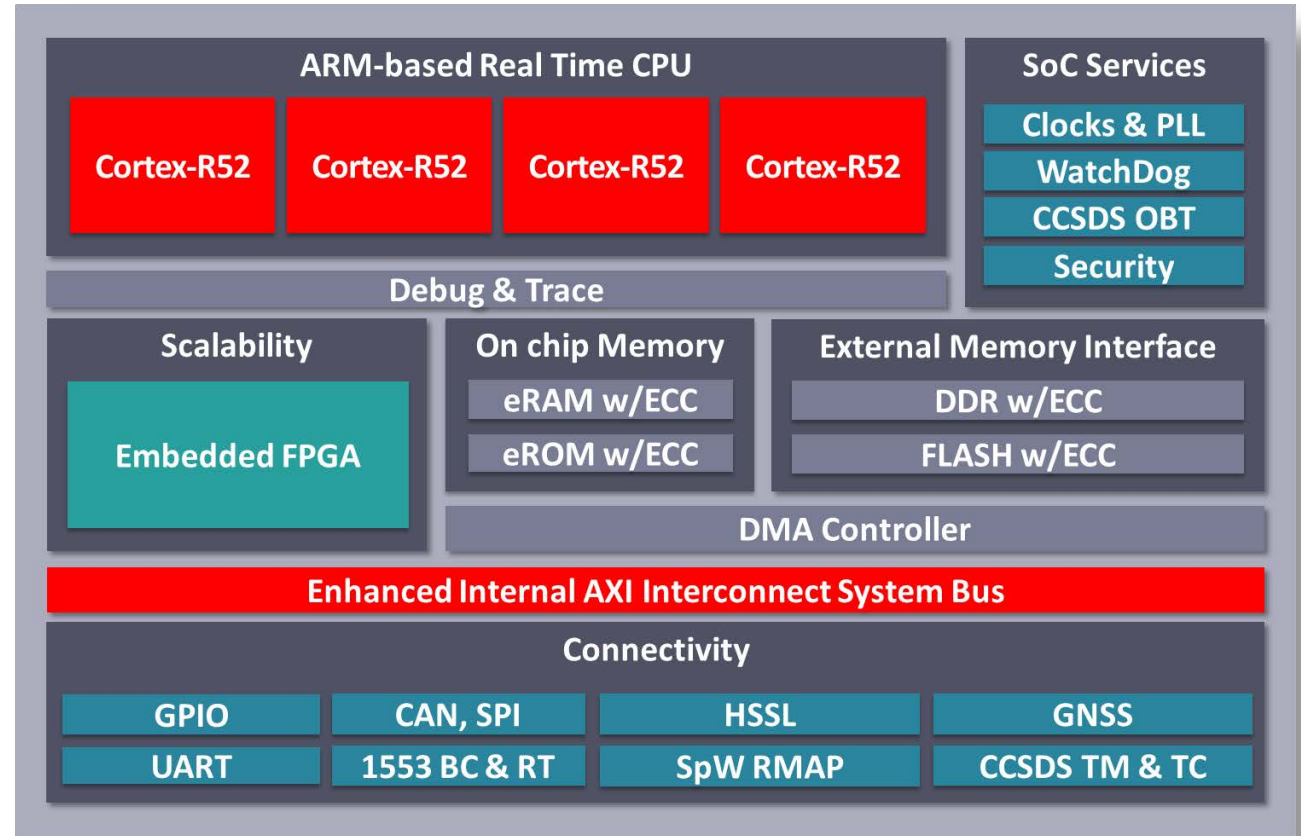 ARM-based Real Time CPU
Cortex-R52
Cortex-R52
Cortex-R52
Cortex-R52
SoC Services
Clocks & PLL
WatchDog
CCSDS OBT
Security
Debug & Trace
Scalability
Embedded FPGA
On chip Memory
eRAM w/ECC
eROM w/ECC
External Memory Interface
DDR w/ECC
FLASH w/ECC
DMA Controller
Enhanced Internal AXI Interconnect System Bus
Connectivity
GPIO
CAN, SPI
HSSL
GNSS
UART
1553 BC & RT
SpW RMAP
CCSDS TM & TC